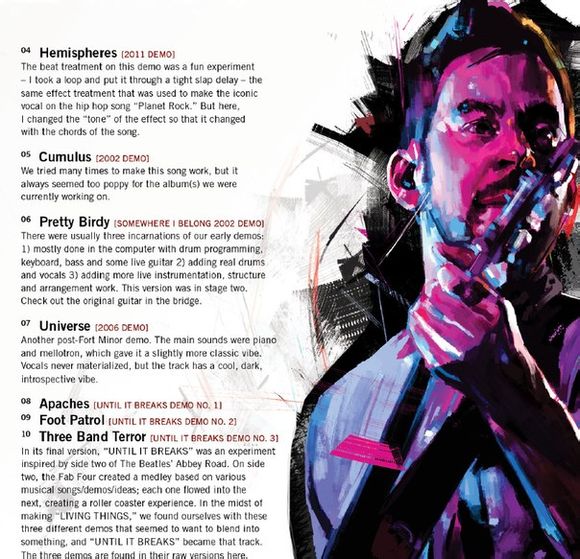 04 Hemispheres [2011 DEMO]
The beat treatment on this demo was a fun experiment
– I took a loop and put it through a tight slap delay – the
same effect treatment that was used to make the iconic
vocal on the hip hop song “Planet Rock.” But here,
I changed the “tone” of the effect so that it changed
with the chords of the song.
05 Cumulus [2002 DEMO]
We tried many times to make this song work, but it
always seemed too poppy for the album(s) we were
currently working on.
06 Pretty Birdy [SOMEWHERE I BELONG 2002 DEMO]
There were usually three incarnations of our early demos:
1) mostly done in the computer with drum programming,
keyboard, bass and some live guitar 2) adding real drums
and vocals 3) adding more live instrumentation, structure
and arrangement work. This version was in stage two.
Check out the original guitar in the bridge.
07 Universe [2006 DEMO]
Another post-Fort Minor demo. The main sounds were piano
and mellotron, which gave it a slightly more classic vibe.
Vocals never materialized, but the track has a cool, dark,
introspective vibe.
08 Apaches [UNTIL IT BREAKS DEMO NO. 1]
09 Foot Patrol [UNTIL IT BREAKS DEMO NO. 2]
10 Three Band Terror [UNTIL IT BREAKS DEMO NO. 3]
In its final version, “UNTIL IT BREAKS” was an experiment
inspired by side two of The Beatles’ Abbey Road. On side
two, the Fab Four created a medley based on various
musical songs/demos/ideas; each one flowed into the
next, creating a roller coaster experience. In the midst of
making “LIVING THINGS,” we found ourselves with these
three different demos that seemed to want to blend into
something, and “UNTIL IT BREAKS” became that track.
The three demos are found in their raw versions here.